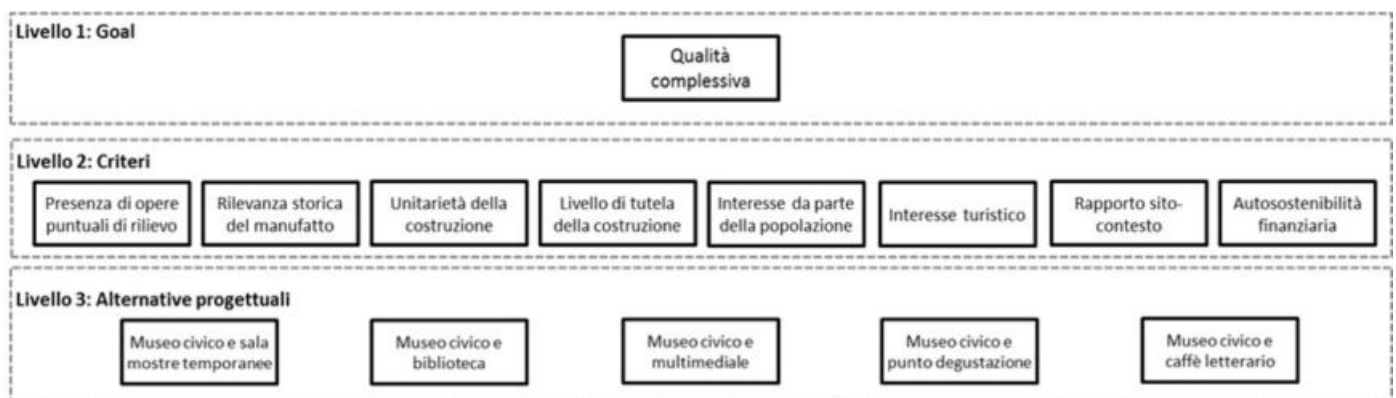 Livello 1: Goal
Qualità
complessiva
Livello 2: Criteri
Presenza di opere
puntuali di rilievo
Rilevanza storica
del manufatto
Unitarietà della
costruzione
Livello di tutela
della costruzione
Interesse da parte
della popolazione
Interesse turistico
Rapporto sito-
contesto
Autosostenibilità
finanziaria
Livello 3: Alternative progettuali
Museo civico e sala
mostre temporanee
Museo civico e
biblioteca
Museo civico e
multimediale
Museo civico e
punto degustazione
Museo civico e
caffè letterario